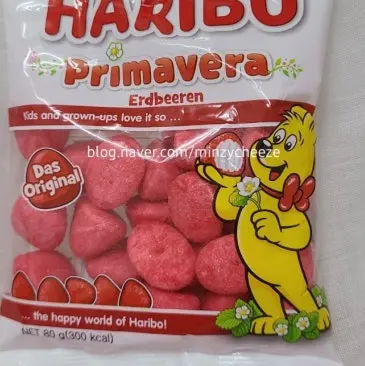 HARIBO
Primavera
Erdbeeren
Kids and grown-ups love it so ...
blog.naver.com/minzycheeze
Das
Original
... the happy world of Haribo!
NET 80 g(300 kcal)